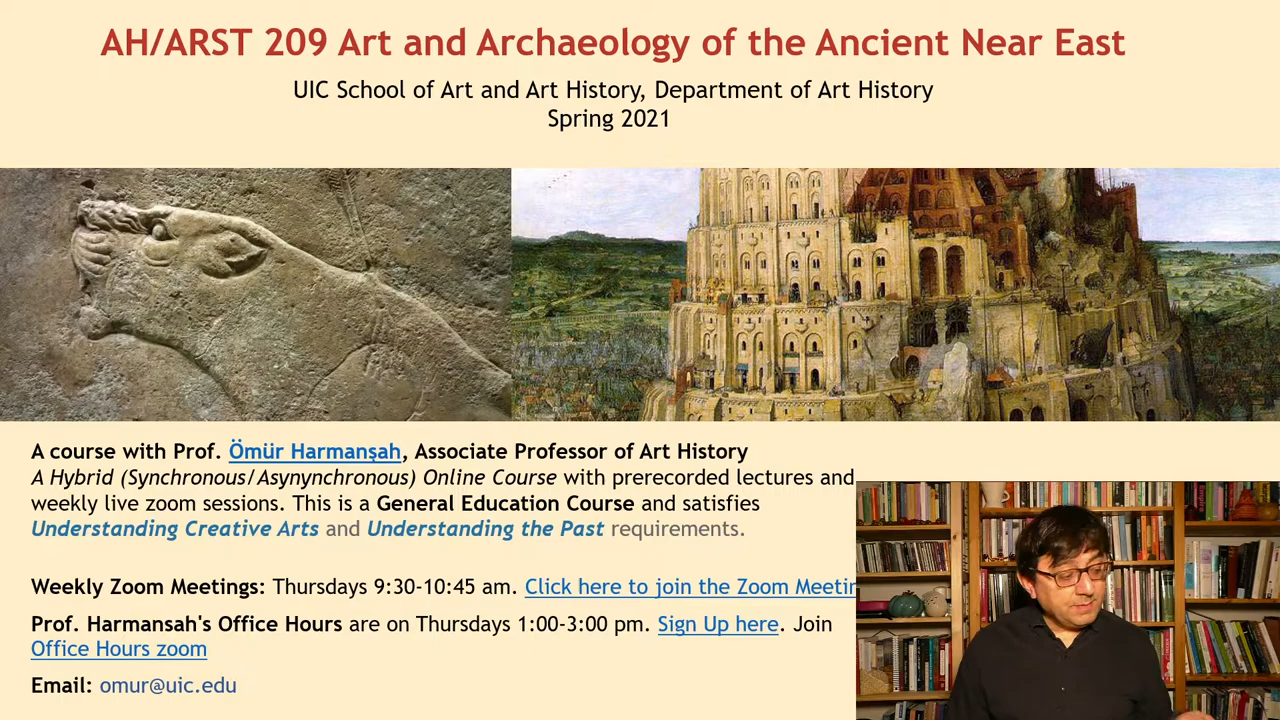 AH/ARST 209 Art and Archaeology of the Ancient Near East
UIC School of Art and Art History, Department of Art History
Spring 2021
A course with Prof. Ömür Harmanşah, Associate Professor of Art History
A Hybrid (Synchronous/Asynynchronous) Online Course with prerecorded lectures and
weekly live zoom sessions. This is a General Education Course and satisfies
Understanding Creative Arts and Understanding the Past requirements.
Weekly Zoom Meetings: Thursdays 9:30-10:45 am. Click here to join the Zoom Meetin
Prof. Harmansah's Office Hours are on Thursdays 1:00-3:00 pm. Sign Up here. Join
Office Hours zoom
Email: omur@uic.edu